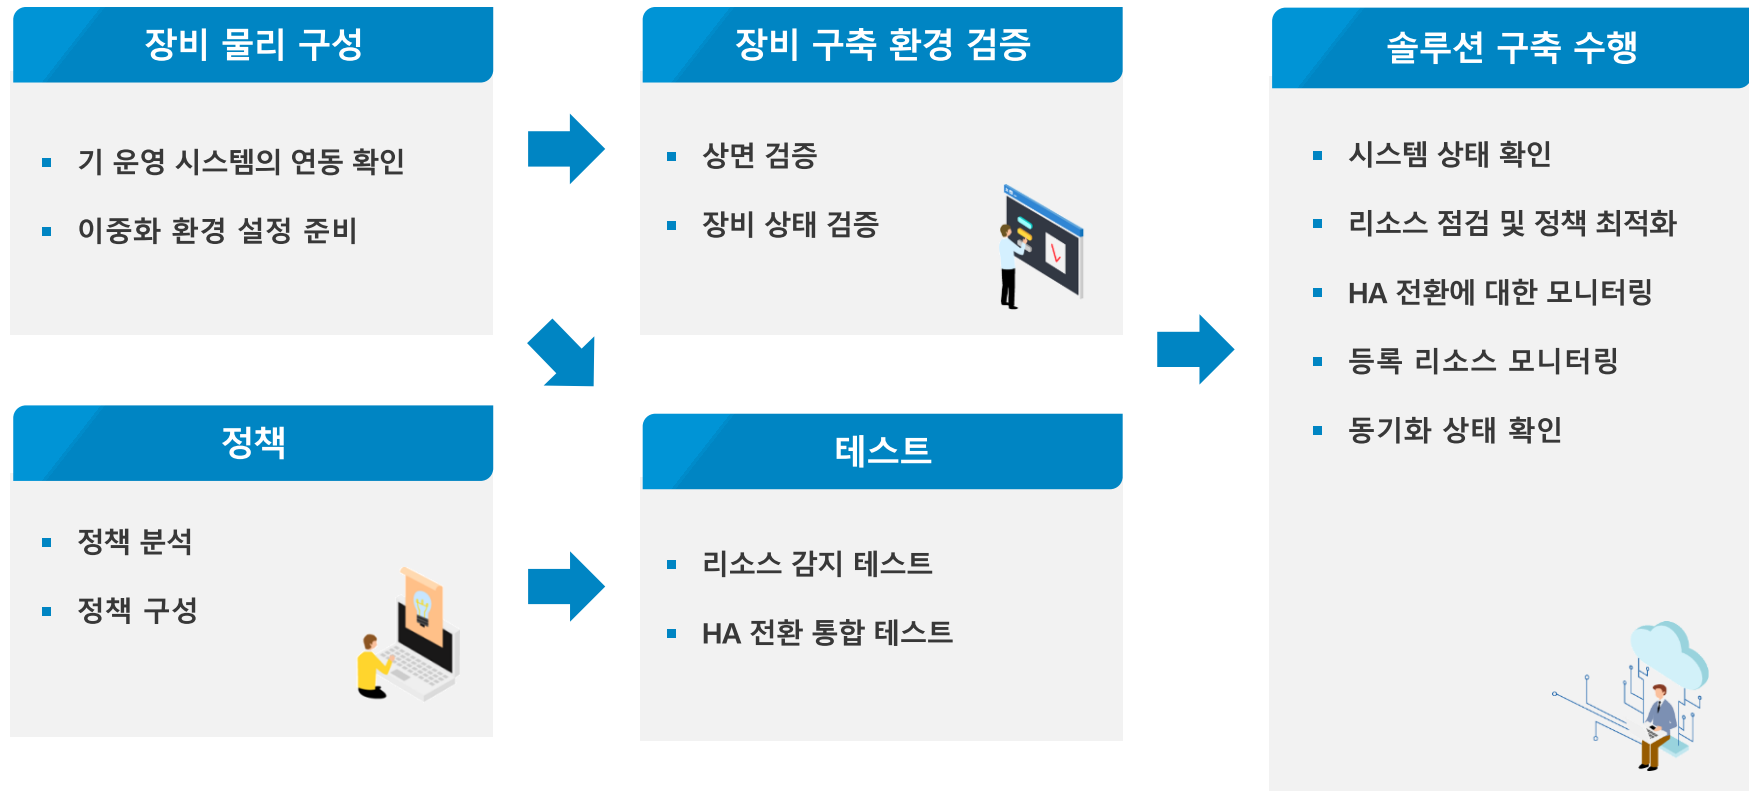 장비 물리 구성
기 운영 시스템의 연동 확인
이중화 환경 설정 준비
장비 구축 환경 검증
상면 검증
장비 상태 검증
정책
정책 분석
정책 구성
테스트
리소스 감지 테스트
HA 전환 통합 테스트
솔루션 구축 수행
시스템 상태 확인
리소스 점검 및 정책 최적화
HA 전환에 대한 모니터링
등록 리소스 모니터링
동기화 상태 확인